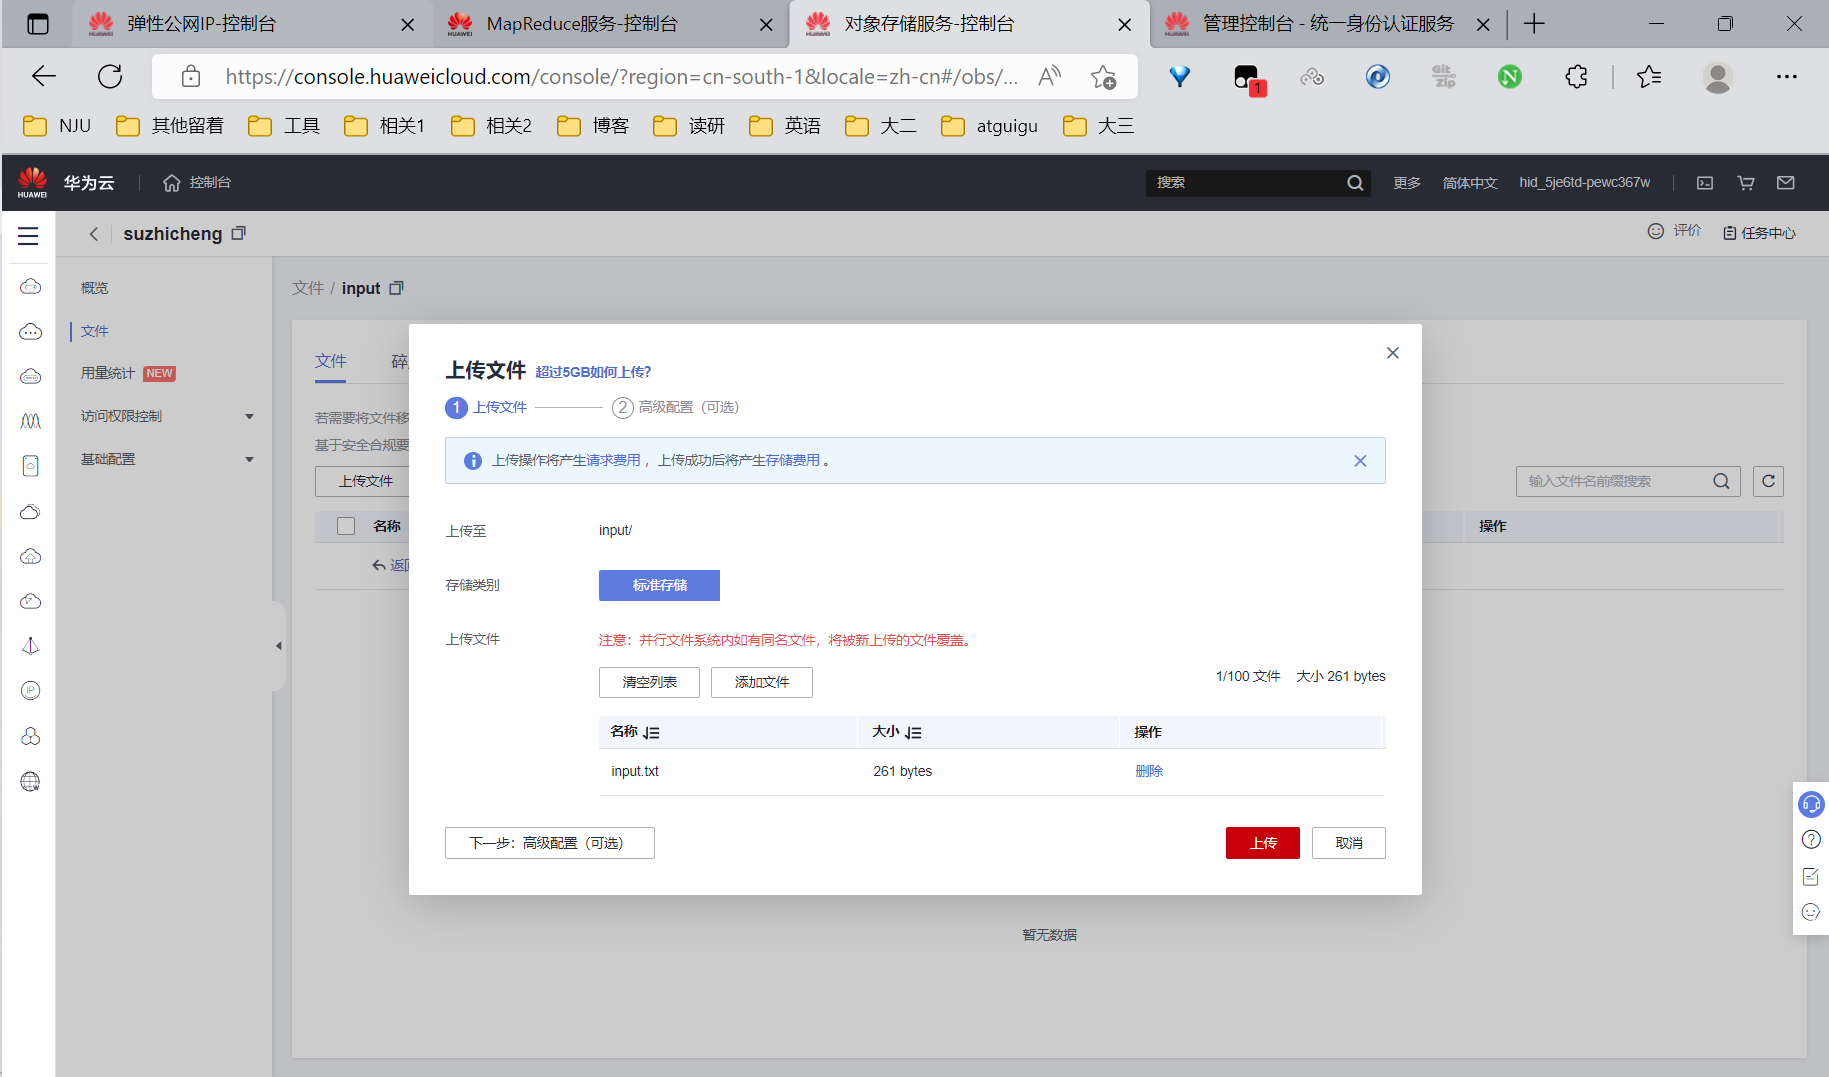 弹性公网IP-控制台
MapReduce服务-控制台
对象存储服务-控制台
管理控制台 - 统一身份认证服务
https://console.huaweicloud.com/console/?region=cn-south-1&locale=zh-cn#/obs/...
1
NJU
其他留着
工具
相关1
相关2
博客
读研
英语
大二
atguigu
大三
HUAWEI
华为云
控制台
搜索
更多
简体中文
hid_5je6td-pewc367w
suzhicheng
评价
任务中心
概览
文件
用量统计 NEW
访问权限控制
基础配置
文件 / input
文件
碎
若需要将文件移
基于安全合规要
上传文件
输入文件名前缀搜索
名称
操作
返回
暂无数据
上传文件 超过5GB如何上传?
1 上传文件
2 高级配置（可选）
上传操作将产生请求费用，上传成功后将产生存储费用。
上传至
input/
存储类别
标准存储
上传文件
注意：并行文件系统内如有同名文件，将被新上传的文件覆盖。
清空列表
添加文件
1/100 文件 大小 261 bytes
名称 大小 操作
input.txt 261 bytes 删除
下一步：高级配置（可选）
上传
取消